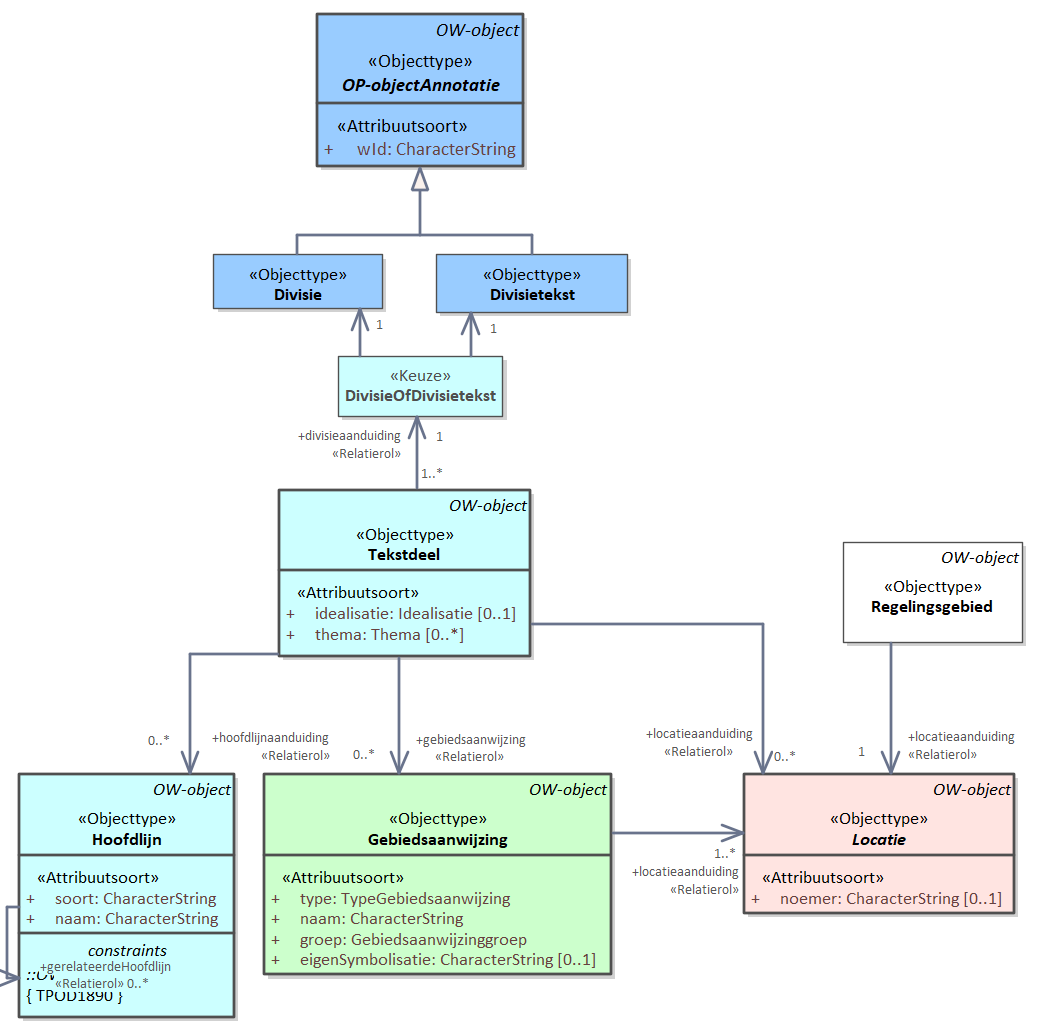 OW-object
«Objecttype»
OP-objectAnnotatie
«Attribuutsoort»
+ wId: CharacterString
«Objecttype»
Divisie
«Objecttype»
Divisietekst
1
1
«Keuze»
DivisieOfDivisietekst
+divisieaanduiding
«Relatierol»
1
1..*
OW-object
«Objecttype»
Tekstdeel
«Attribuutsoort»
+ idealisatie: Idealisatie [0..1]
+ thema: Thema [0..*]
OW-object
«Objecttype»
Regelingsgebied
0..*
+hoofdlijnaanduiding
«Relatierol»
0..*
+gebiedsaanwijzing
«Relatierol»
+locatieaanduiding
«Relatierol»
0..*
1
+locatieaanduiding
«Relatierol»
OW-object
«Objecttype»
Hoofdlijn
«Attribuutsoort»
+ soort: CharacterString
+ naam: CharacterString
constraints
+gerelateerdeHoofdlijn
«Relatierol» 0..*
{ TPOD1890 }
OW-object
«Objecttype»
Gebiedsaanwijzing
«Attribuutsoort»
+ type: TypeGebiedsaanwijzing
+ naam: CharacterString
+ groep: Gebiedsaanwijzinggroep
+ eigenSymbolisatie: CharacterString [0..1]
1..*
+locatieaanduiding
«Relatierol»
OW-object
«Objecttype»
Locatie
«Attribuutsoort»
+ noemer: CharacterString [0..1]